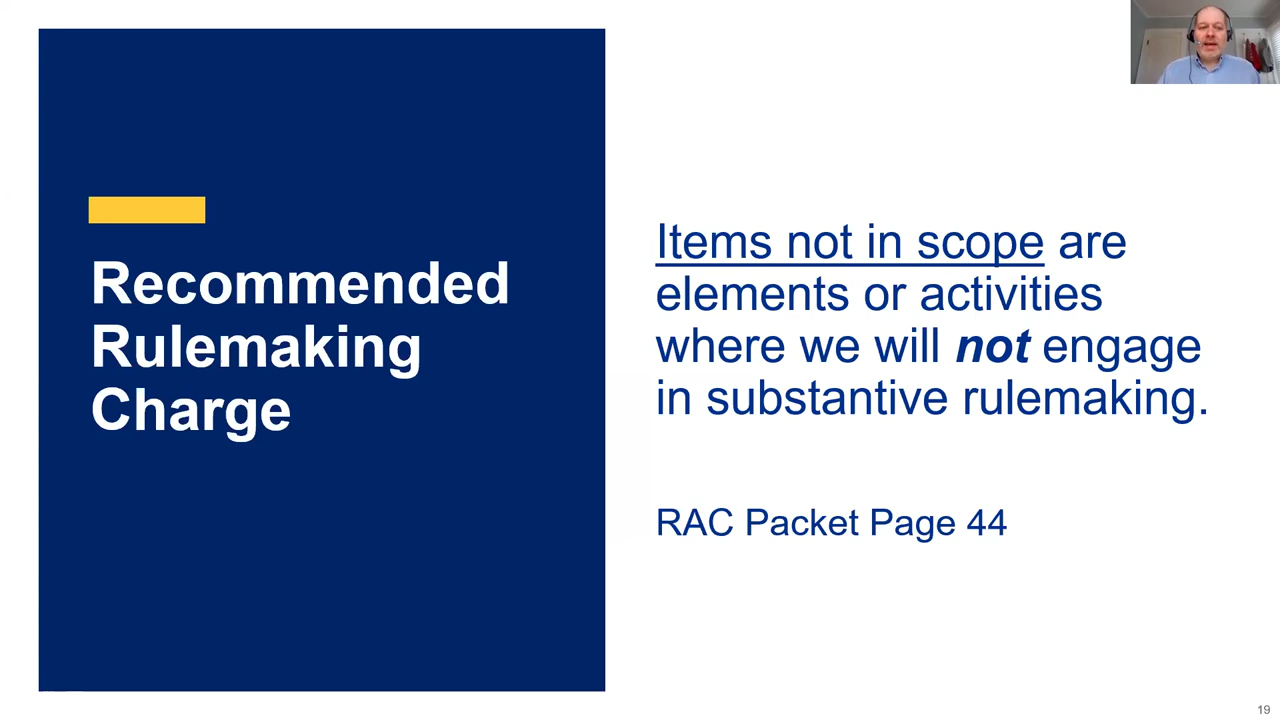 Recommended
Rulemaking
Charge
Items not in scope are
elements or activities
where we will not engage
in substantive rulemaking.
RAC Packet Page 44
19